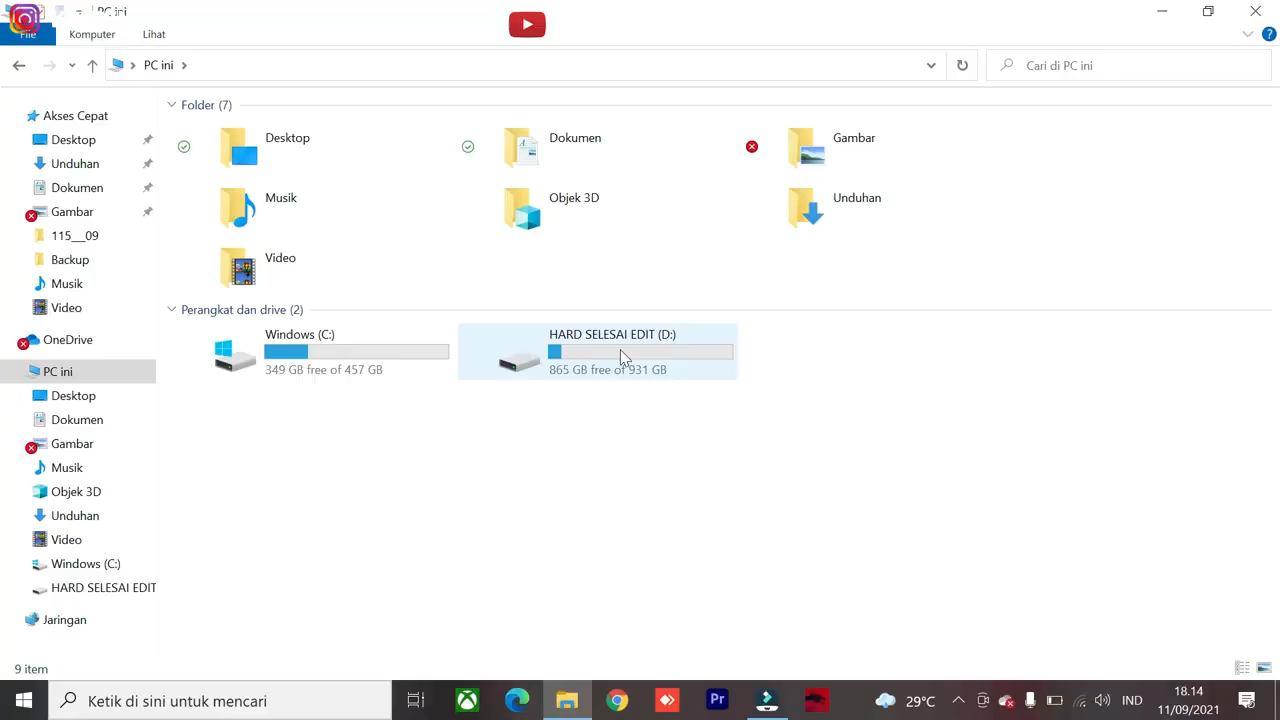 PC ini
File
Komputer
Lihat
PC ini
Cari di PC ini
Akses Cepat
Desktop
Unduhan
Dokumen
Gambar
115___09
Backup
Musik
Video
OneDrive
PC ini
Desktop
Dokumen
Gambar
Musik
Objek 3D
Unduhan
Video
Windows (C:)
HARD SELESAI EDIT
Jaringan
Folder (7)
Desktop
Dokumen
Gambar
Musik
Objek 3D
Unduhan
Video
Perangkat dan drive (2)
Windows (C:)
349 GB free of 457 GB
HARD SELESAI EDIT (D:)
865 GB free of 931 GB
9 item
Ketik di sini untuk mencari
Pr
29°C
IND
18.14
11/09/2021